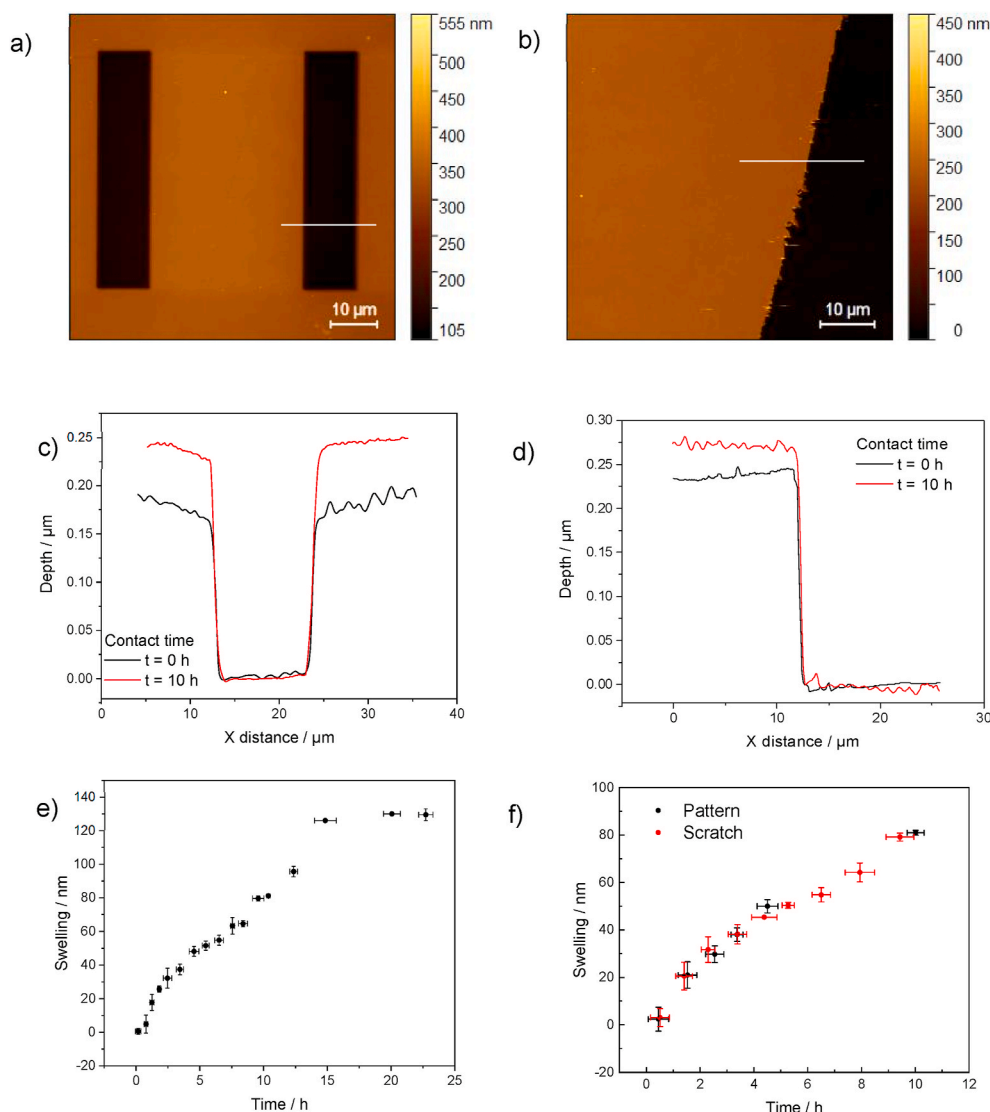 a)
555 nm
500
450
400
350
300
250
200
105
10 µm
b)
450 nm
400
350
300
250
200
150
100
0
10 µm
c)
0.25
0.20
0.15
0.10
0.05
0.00
Depth / µm
Contact time
t = 0 h
t = 10 h
0 10 20 30 40
X distance / µm
d)
0.30
0.25
0.20
0.15
0.10
0.05
0.00
Depth / µm
Contact time
t = 0 h
t = 10 h
0 10 20 30
X distance / µm
e)
140
120
100
80
60
40
20
0
-20
Swelling / nm
0 5 10 15 20 25
Time / h
f)
100
80
60
40
20
0
-20
Swelling / nm
Pattern
Scratch
0 2 4 6 8 10 12
Time / h